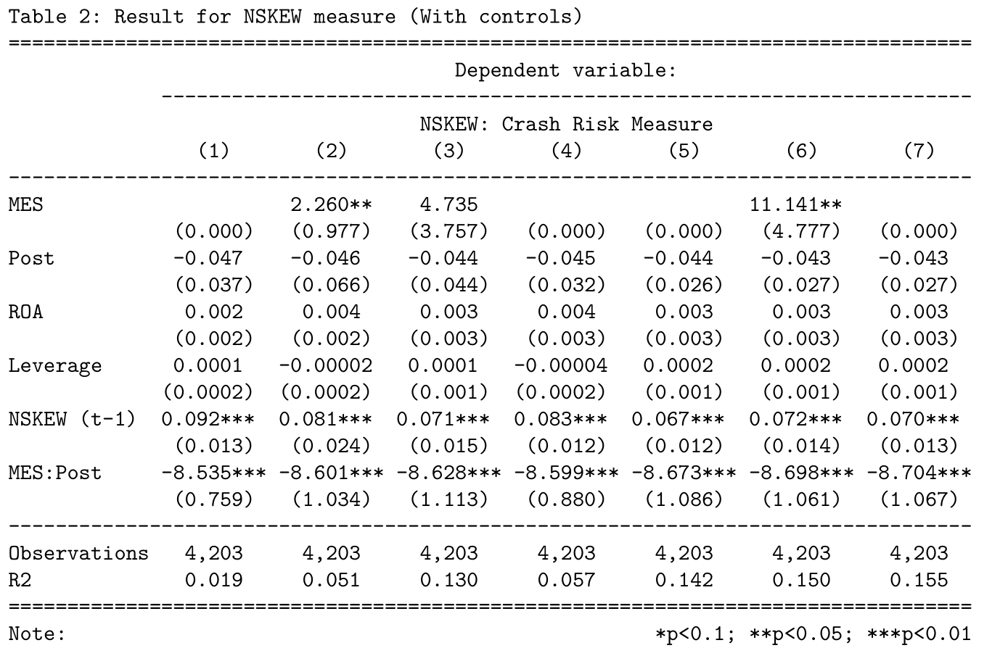 Table 2: Result for NSKEW measure (With controls)
==================================================================================
Dependent variable:
---------------------------------------------------------------------
NSKEW: Crash Risk Measure
(1) (2) (3) (4) (5) (6) (7)
----------------------------------------------------------------------------------
MES 2.260** 4.735 11.141**
(0.000) (0.977) (3.757) (0.000) (0.000) (4.777) (0.000)
Post -0.047 -0.046 -0.044 -0.045 -0.044 -0.043 -0.043
(0.037) (0.066) (0.044) (0.032) (0.026) (0.027) (0.027)
ROA 0.002 0.004 0.003 0.004 0.003 0.003 0.003
(0.002) (0.002) (0.003) (0.003) (0.003) (0.003) (0.003)
Leverage 0.0001 -0.00002 0.0001 -0.00004 0.0002 0.0002 0.0002
(0.0002) (0.0002) (0.001) (0.0002) (0.001) (0.001) (0.001)
NSKEW (t-1) 0.092*** 0.081*** 0.071*** 0.083*** 0.067*** 0.072*** 0.070***
(0.013) (0.024) (0.015) (0.012) (0.012) (0.014) (0.013)
MES:Post -8.535*** -8.601*** -8.628*** -8.599*** -8.673*** -8.698*** -8.704***
(0.759) (1.034) (1.113) (0.880) (1.086) (1.061) (1.067)
----------------------------------------------------------------------------------
Observations 4,203 4,203 4,203 4,203 4,203 4,203 4,203
R2 0.019 0.051 0.130 0.057 0.142 0.150 0.155
==================================================================================
Note: *p<0.1; **p<0.05; ***p<0.01